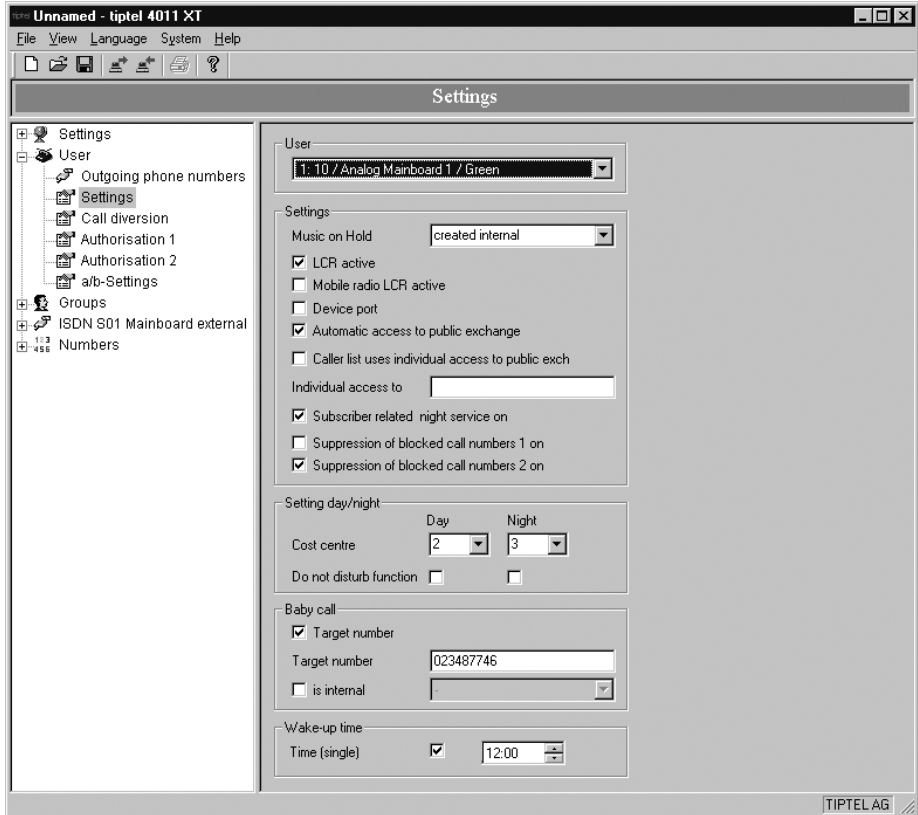 tiptel Unnamed - tiptel 4011 XT
File View Language System Help
Settings
Settings
User
Outgoing phone numbers
Settings
Call diversion
Authorisation 1
Authorisation 2
a/b-Settings
Groups
ISDN S01 Mainboard external
123
456 Numbers
User
1: 10 / Analog Mainboard 1 / Green
Settings
Music on Hold created internal
LCR active
Mobile radio LCR active
Device port
Automatic access to public exchange
Caller list uses individual access to public exch
Individual access to
Subscriber related night service on
Suppression of blocked call numbers 1 on
Suppression of blocked call numbers 2 on
Setting day/night
Day Night
Cost centre 2 3
Do not disturb function
Baby call
Target number
Target number 023487746
is internal -
Wake-up time
Time (single) 12:00
TIPTEL AG